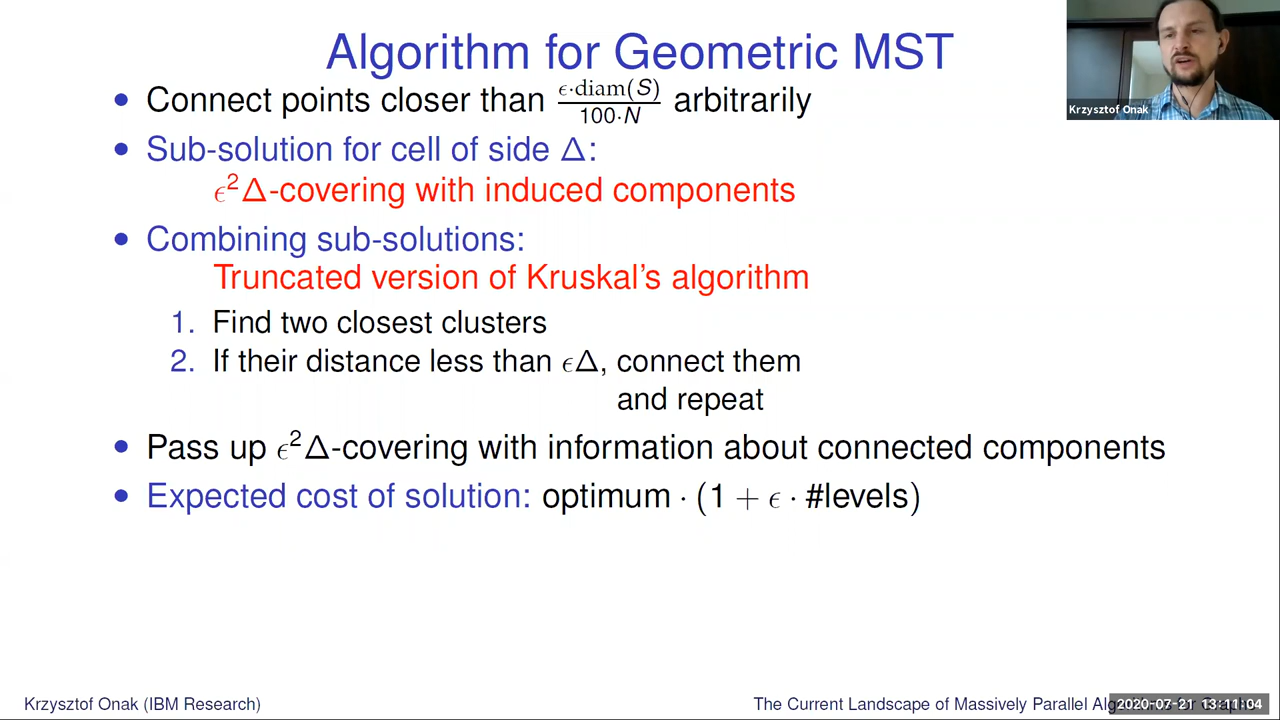 Algorithm for Geometric MST
Krzysztof Onak
• Connect points closer than ϵ·diam(S) / 100·N arbitrarily
• Sub-solution for cell of side Δ:
ϵ²Δ-covering with induced components
• Combining sub-solutions:
Truncated version of Kruskal's algorithm
1. Find two closest clusters
2. If their distance less than ϵΔ, connect them
and repeat
• Pass up ϵ²Δ-covering with information about connected components
• Expected cost of solution: optimum · (1 + ϵ · #levels)
Krzysztof Onak (IBM Research)
The Current Landscape of Massively Parallel
2020-07-21 13:11:04